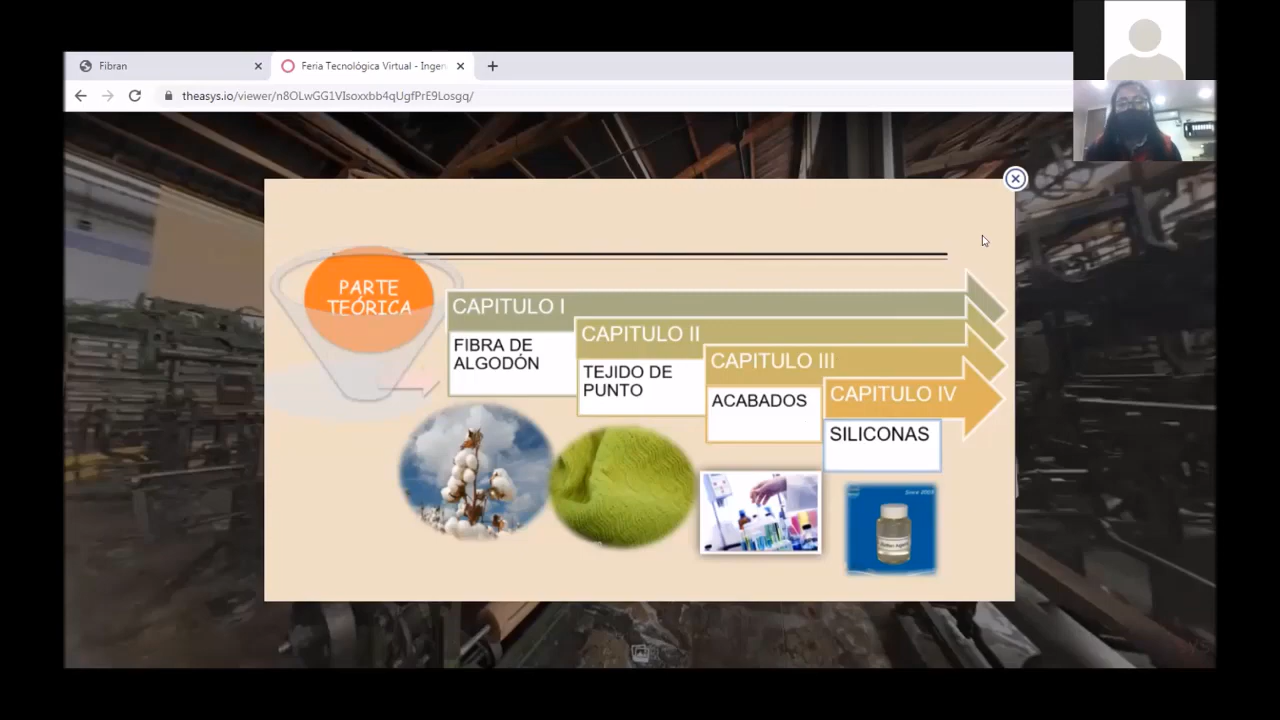 Fibran
Feria Tecnológica Virtual - Ingen
theasys.io/viewer/n8OLwGG1VIsoxxbb4qUgfPrE9Losgq/
PARTE
TEÓRICA
CAPITULO I
FIBRA DE
ALGODÓN
CAPITULO II
TEJIDO DE
PUNTO
CAPITULO III
ACABADOS
CAPITULO IV
SILICONAS